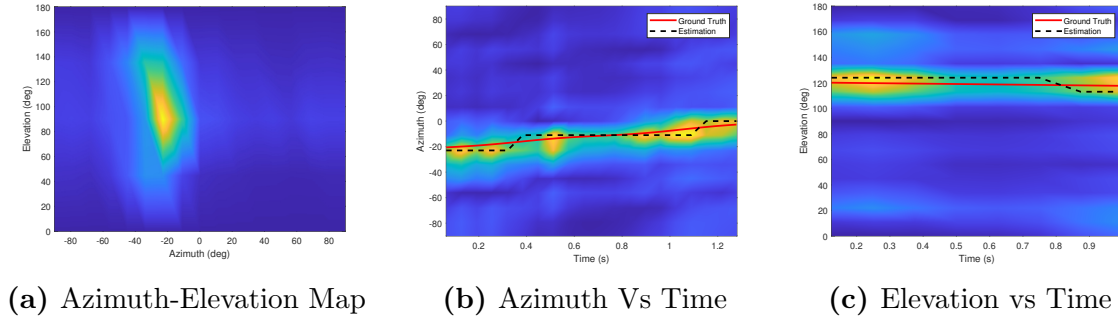 180
160
140
120
100
80
60
40
20
0
Elevation (deg)
-80 -60 -40 -20 0 20 40 60 80
Azimuth (deg)
(a) Azimuth-Elevation Map
80
60
40
20
0
-20
-40
-60
-80
Azimuth (deg)
Ground Truth
Estimation
0.2 0.4 0.6 0.8 1 1.2
Time (s)
(b) Azimuth Vs Time
180
160
140
120
100
80
60
40
20
0
Elevation (deg)
Ground Truth
Estimation
0.2 0.3 0.4 0.5 0.6 0.7 0.8 0.9
Time (s)
(c) Elevation vs Time